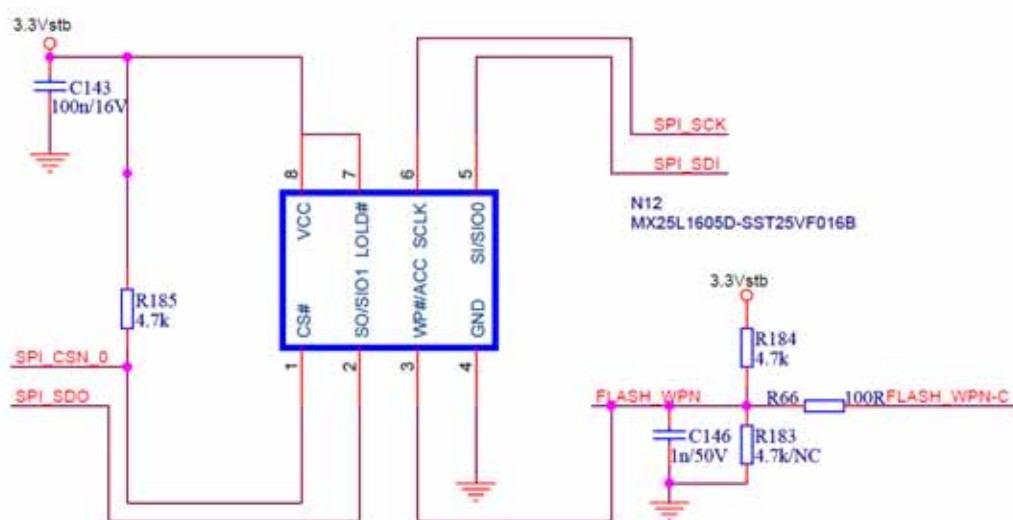 3.3Vstb
C143
100n/16V
SPI_SCK
SPI_SDI
8
7
6
5
VCC
LOLD#
SCLK
SI/SIO0
N12
MX25L1605D-SST25VF016B
CS#
SO/SIO1
WP#/ACC
GND
R185
4.7k
3.3Vstb
R184
4.7k
SPI_CSN_0
1
2
3
4
SPI_SDO
FLASH_WPN
R66
100R
FLASH_WPN-C
C146
1n/50V
R183
4.7k/NC